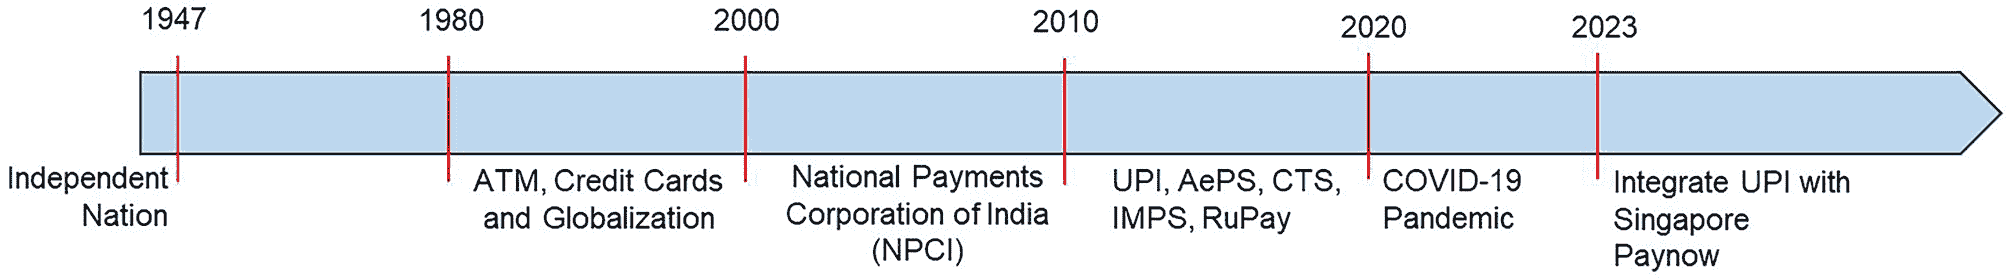 1947
1980
2000
2010
2020
2023
Independent
Nation
ATM, Credit Cards
and Globalization
National Payments
Corporation of India
(NPCI)
UPI, AePS, CTS,
IMPS, RuPay
COVID-19
Pandemic
Integrate UPI with
Singapore
Paynow